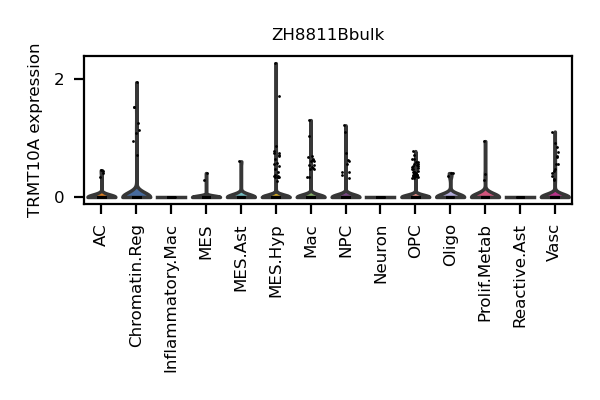 ZH8811Bbulk
TRMT10A expression
2
0
AC
Chromatin.Reg
Inflammatory.Mac
MES
MES.Ast
MES.Hyp
Mac
NPC
Neuron
OPC
Oligo
Prolif.Metab
Reactive.Ast
Vasc